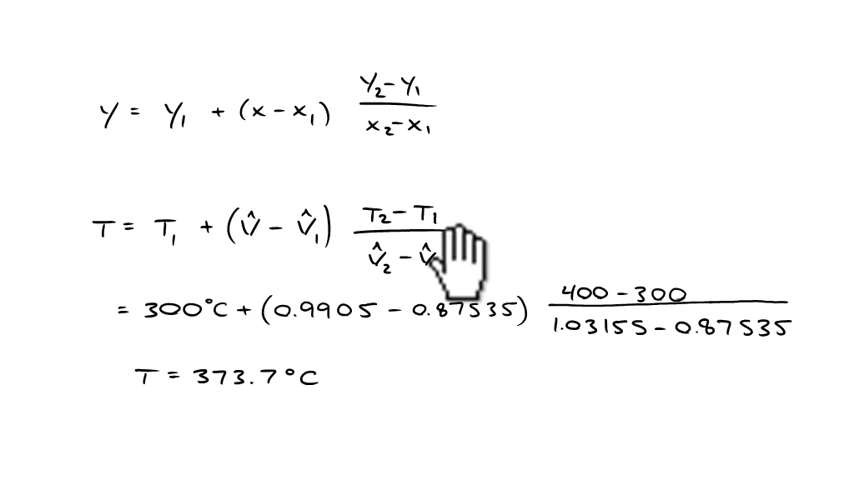 y = y₁ + (x - x₁) (y₂ - y₁)/(x₂ - x₁)
T = T₁ + (V̂ - V̂₁) (T₂ - T₁)/(V̂₂ - V̂
= 300°C + (0.9905 - 0.87535) (400 - 300)/(1.03155 - 0.87535)
T = 373.7°C